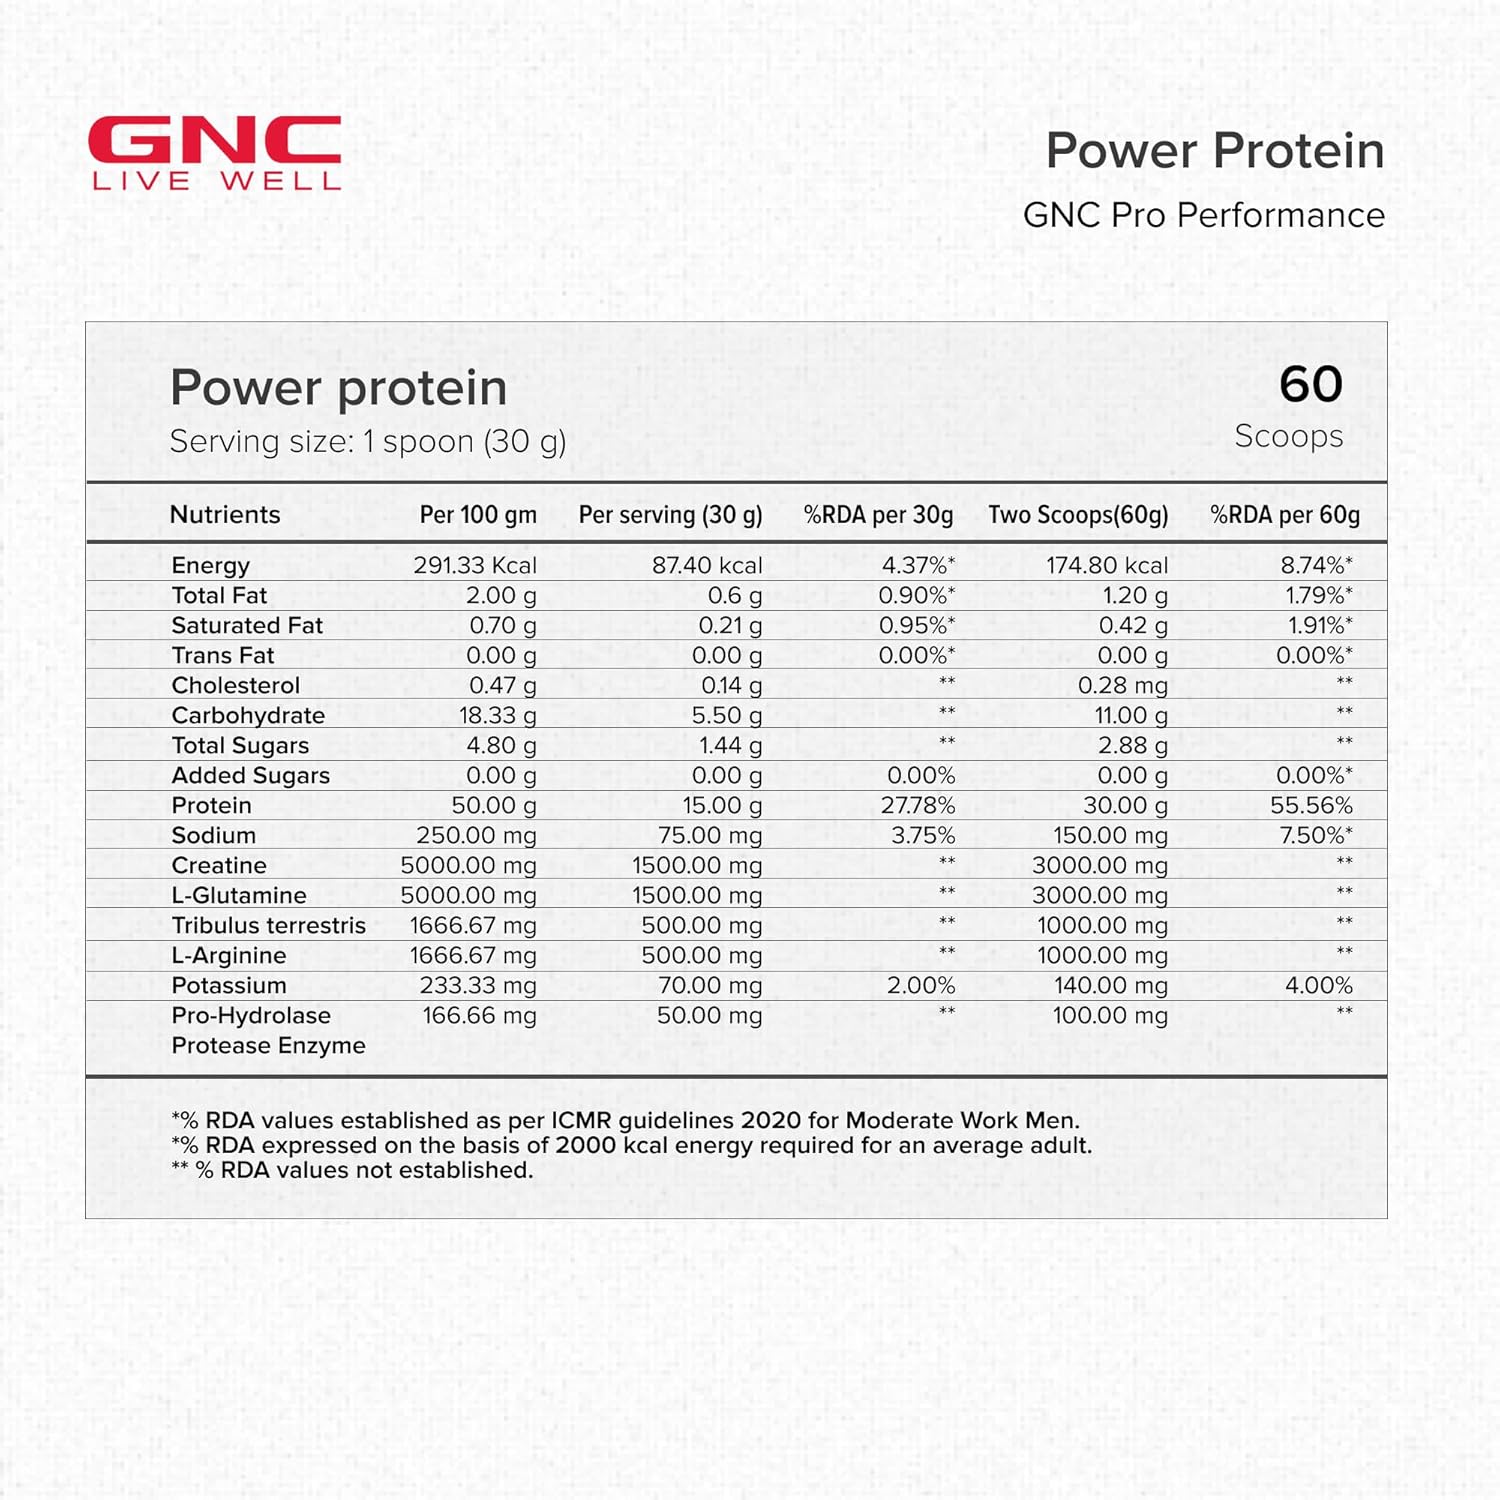 GNC
LIVE WELL
Power Protein
GNC Pro Performance
Power protein
60
Serving size: 1 spoon (30 g)
Scoops
Nutrients Per 100 gm Per serving (30 g) %RDA per 30g Two Scoops(60g) %RDA per 60g
Energy 291.33 Kcal 87.40 kcal 4.37%* 174.80 kcal 8.74%*
Total Fat 2.00 g 0.6 g 0.90%* 1.20 g 1.79%*
Saturated Fat 0.70 g 0.21 g 0.95%* 0.42 g 1.91%*
Trans Fat 0.00 g 0.00 g 0.00%* 0.00 g 0.00%*
Cholesterol 0.47 g 0.14 g ** 0.28 mg **
Carbohydrate 18.33 g 5.50 g ** 11.00 g **
Total Sugars 4.80 g 1.44 g ** 2.88 g **
Added Sugars 0.00 g 0.00 g 0.00% 0.00 g 0.00%*
Protein 50.00 g 15.00 g 27.78% 30.00 g 55.56%
Sodium 250.00 mg 75.00 mg 3.75% 150.00 mg 7.50%*
Creatine 5000.00 mg 1500.00 mg ** 3000.00 mg **
L-Glutamine 5000.00 mg 1500.00 mg ** 3000.00 mg **
Tribulus terrestris 1666.67 mg 500.00 mg ** 1000.00 mg **
L-Arginine 1666.67 mg 500.00 mg ** 1000.00 mg **
Potassium 233.33 mg 70.00 mg 2.00% 140.00 mg 4.00%
Pro-Hydrolase 166.66 mg 50.00 mg ** 100.00 mg **
Protease Enzyme
*% RDA values established as per ICMR guidelines 2020 for Moderate Work Men.
*% RDA expressed on the basis of 2000 kcal energy required for an average adult.
** % RDA values not established.